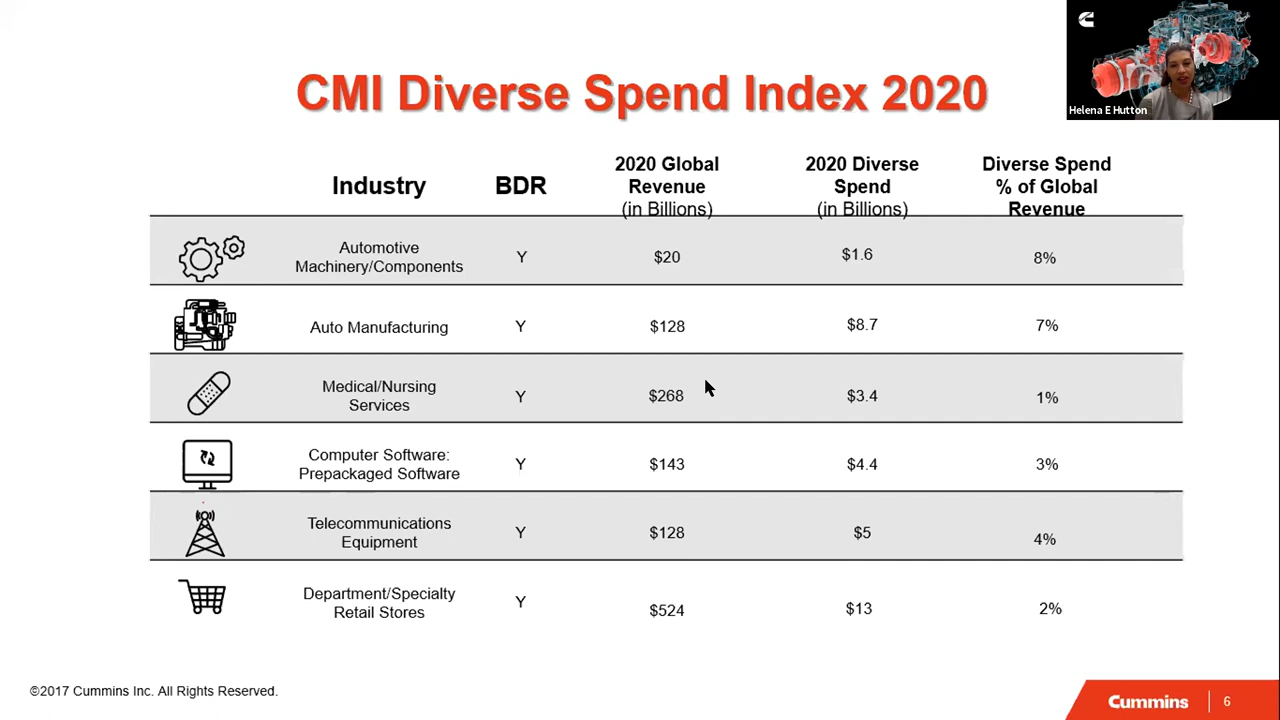 Helena E Hutton
CMI Diverse Spend Index 2020
Industry
BDR
2020 Global
Revenue
(in Billions)
2020 Diverse
Spend
(in Billions)
Diverse Spend
% of Global
Revenue
Automotive
Machinery/Components
Y
$20
$1.6
8%
Auto Manufacturing
Y
$128
$8.7
7%
Medical/Nursing
Services
Y
$268
$3.4
1%
Computer Software:
Prepackaged Software
Y
$143
$4.4
3%
Telecommunications
Equipment
Y
$128
$5
4%
Department/Specialty
Retail Stores
Y
$524
$13
2%
©2017 Cummins Inc. All Rights Reserved.
Cummins
6